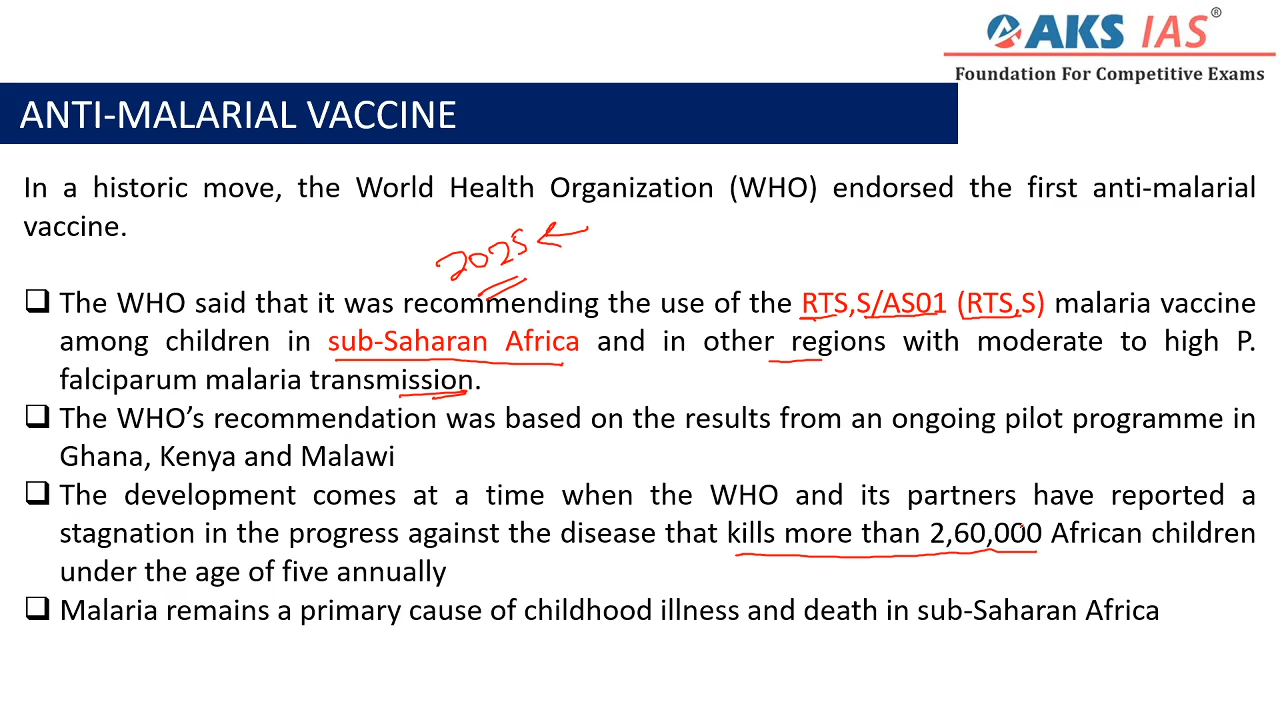 AKS IAS®
Foundation For Competitive Exams
ANTI-MALARIAL VACCINE
In a historic move, the World Health Organization (WHO) endorsed the first anti-malarial
vaccine.
2025
❑ The WHO said that it was recommending the use of the RTS,S/AS01 (RTS,S) malaria vaccine
among children in sub-Saharan Africa and in other regions with moderate to high P.
falciparum malaria transmission.
❑ The WHO’s recommendation was based on the results from an ongoing pilot programme in
Ghana, Kenya and Malawi
❑ The development comes at a time when the WHO and its partners have reported a
stagnation in the progress against the disease that kills more than 2,60,000 African children
under the age of five annually
❑ Malaria remains a primary cause of childhood illness and death in sub-Saharan Africa